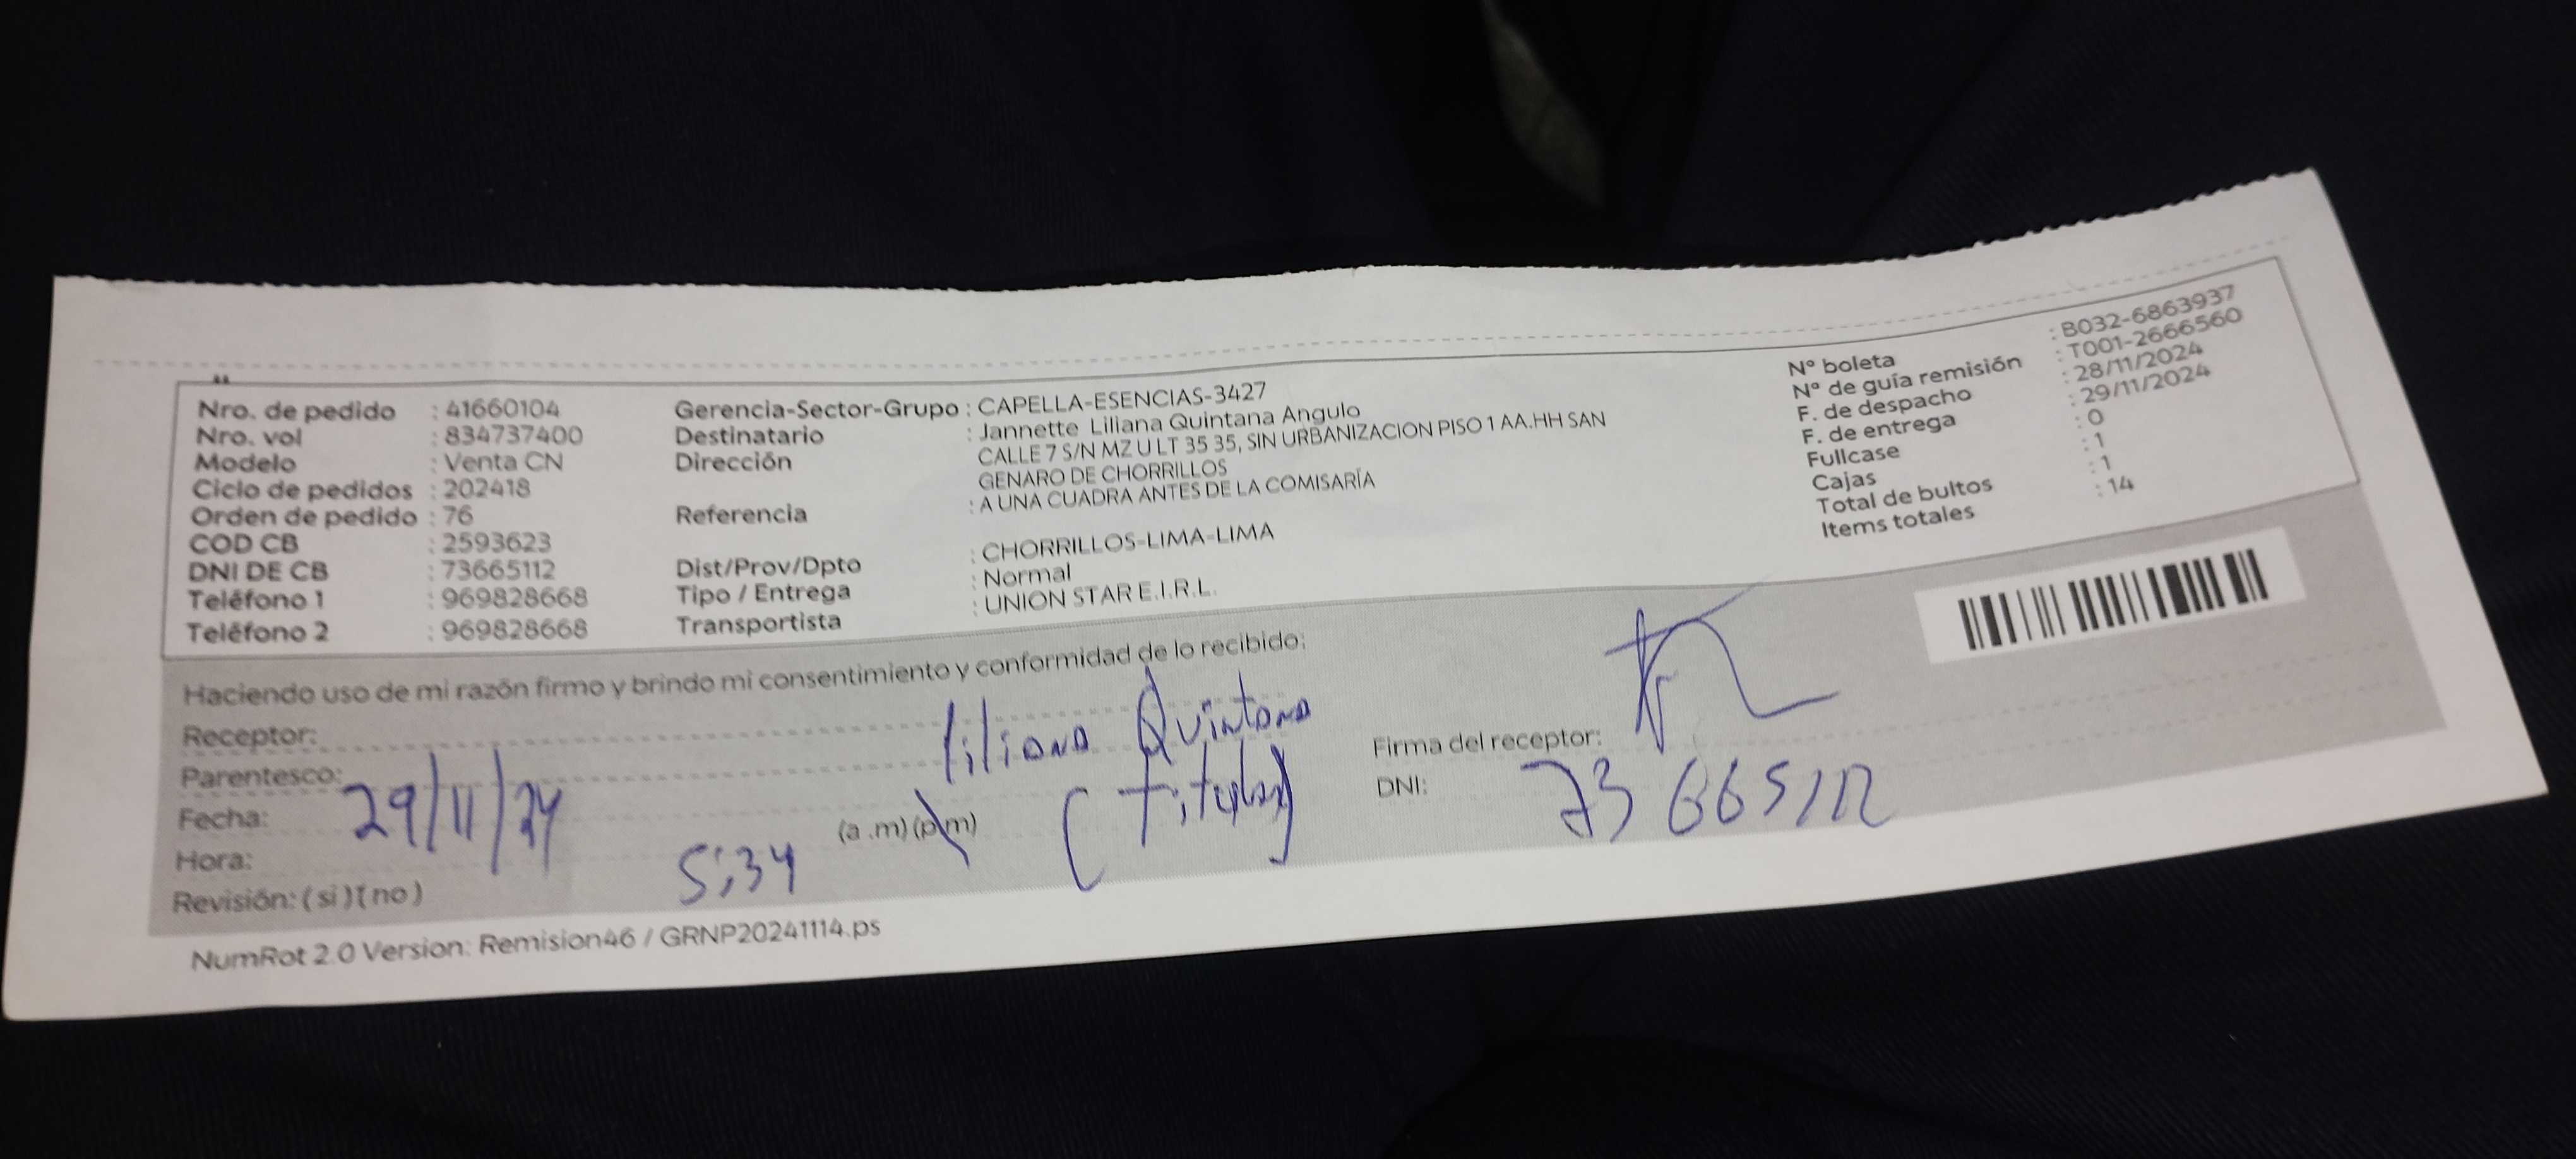 Nro. de pedido : 41660104
Nro. vol : 834737400
Modelo : Venta CN
Ciclo de pedidos : 202418
Orden de pedido : 76
COD CB : 2593623
DNI DE CB : 73665112
Teléfono 1 : 969828668
Teléfono 2 : 969828668
Gerencia-Sector-Grupo : CAPELLA-ESENCIAS-3427
Destinatario : Jannette Liliana Quintana Angulo
Dirección CALLE 7 S/N MZ U LT 35 35, SIN URBANIZACION PISO 1 AA.HH SAN
GENARO DE CHORRILLOS
Referencia : A UNA CUADRA ANTES DE LA COMISARÍA
Dist/Prov/Dpto : CHORRILLOS-LIMA-LIMA
Tipo / Entrega : Normal
Transportista : UNION STAR E.I.R.L.
Nº boleta : B032-6863937
Nº de guía remisión : T001-2666560
F. de despacho : 28/11/2024
F. de entrega : 29/11/2024
Fullcase : 0
Cajas : 1
Total de bultos : 1
Items totales : 14
Haciendo uso de mi razón firmo y brindo mi consentimiento y conformidad de lo recibido:
Receptor: liliana Quintana
Parentesco: (Titular)
Fecha: 29/11/24
Hora: 5:34 (a .m) (p.m)
Revisión: ( si ) ( no )
Firma del receptor:
DNI: 73665112
NumRot 2.0 Version: Remision46 / GRNP20241114.ps